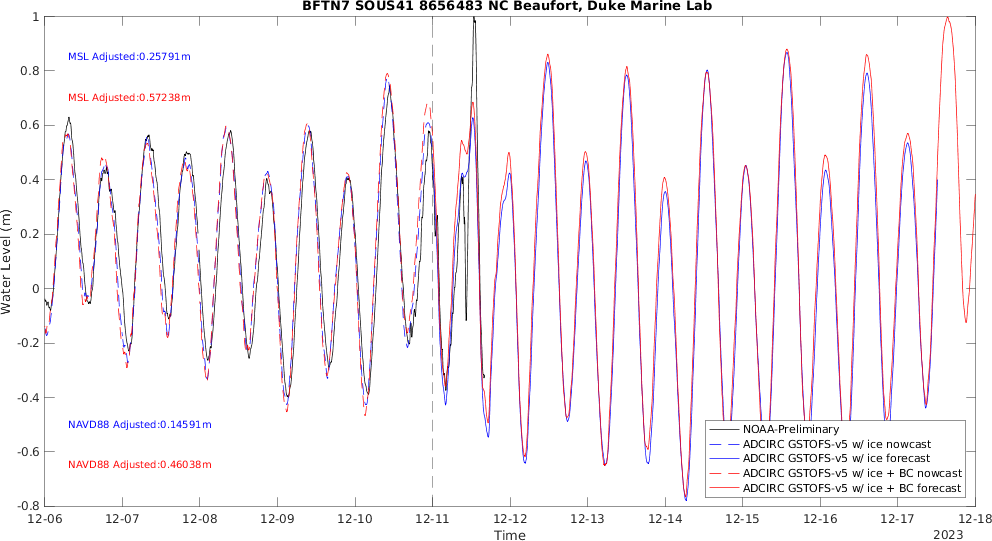 BFTN7 SOUS41 8656483 NC Beaufort, Duke Marine Lab
1
0.8
0.6
0.4
0.2
0
-0.2
-0.4
-0.6
-0.8
Water Level (m)
MSL Adjusted:0.25791m
MSL Adjusted:0.57238m
NAVD88 Adjusted:0.14591m
NAVD88 Adjusted:0.46038m
NOAA-Preliminary
ADCIRC GSTOFS-v5 w/ ice nowcast
ADCIRC GSTOFS-v5 w/ ice forecast
ADCIRC GSTOFS-v5 w/ ice + BC nowcast
ADCIRC GSTOFS-v5 w/ ice + BC forecast
12-06 12-07 12-08 12-09 12-10 12-11 12-12 12-13 12-14 12-15 12-16 12-17 12-18
Time
2023